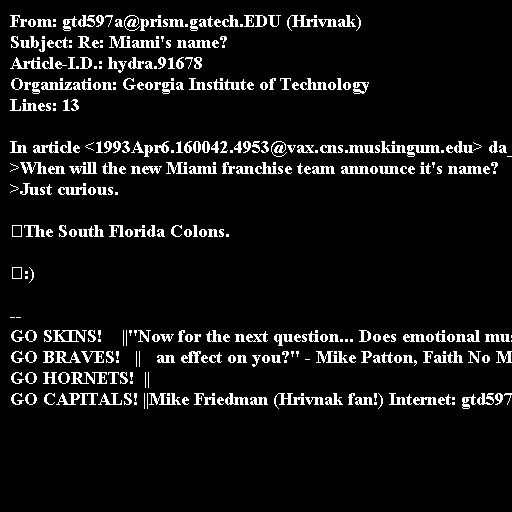 From: gtd597a@prism.gatech.EDU (Hrivnak)
Subject: Re: Miami's name?
Article-I.D.: hydra.91678
Organization: Georgia Institute of Technology
Lines: 13

In article <1993Apr6.160042.4953@vax.cns.muskingum.edu> da_
>When will the new Miami franchise team announce it's name?
>Just curious.

The South Florida Colons.

:)

--
GO SKINS!    ||"Now for the next question... Does emotional mus
GO BRAVES!   ||   an effect on you?" - Mike Patton, Faith No M
GO HORNETS!  ||
GO CAPITALS! ||Mike Friedman (Hrivnak fan!) Internet: gtd597